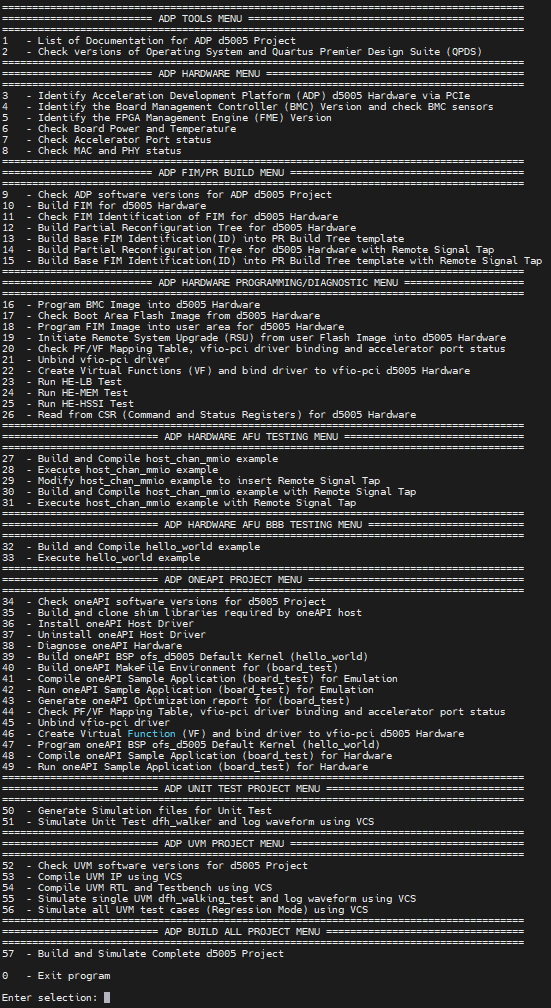 =======================================================================================
========================= ADP TOOLS MENU ==============================================
=======================================================================================
1   - List of Documentation for ADP d5005 Project
2   - Check versions of Operating System and Quartus Premier Design Suite (QPDS)
=======================================================================================
========================= ADP HARDWARE MENU ===========================================
=======================================================================================
3   - Identify Acceleration Development Platform (ADP) d5005 Hardware via PCIe
4   - Identify the Board Management Controller (BMC) Version and check BMC sensors
5   - Identify the FPGA Management Engine (FME) Version
6   - Check Board Power and Temperature
7   - Check Accelerator Port status
8   - Check MAC and PHY status
=======================================================================================
========================= ADP FIM/PR BUILD MENU =======================================
=======================================================================================
9   - Check ADP software versions for ADP d5005 Project
10  - Build FIM for d5005 Hardware
11  - Check FIM Identification of FIM for d5005 Hardware
12  - Build Partial Reconfiguration Tree for d5005 Hardware
13  - Build Base FIM Identification(ID) into PR Build Tree template
14  - Build Partial Reconfiguration Tree for d5005 Hardware with Remote Signal Tap
15  - Build Base FIM Identification(ID) into PR Build Tree template with Remote Signal Tap
=======================================================================================
========================= ADP HARDWARE PROGRAMMING/DIAGNOSTIC MENU ====================
=======================================================================================
16  - Program BMC Image into d5005 Hardware
17  - Check Boot Area Flash Image from d5005 Hardware
18  - Program FIM Image into user area for d5005 Hardware
19  - Initiate Remote System Upgrade (RSU) from user Flash Image into d5005 Hardware
20  - Check PF/VF Mapping Table, vfio-pci driver binding and accelerator port status
21  - Unbind vfio-pci driver
22  - Create Virtual Functions (VF) and bind driver to vfio-pci d5005 Hardware
23  - Run HE-LB Test
24  - Run HE-MEM Test
25  - Run HE-HSSI Test
26  - Read from CSR (Command and Status Registers) for d5005 Hardware
=======================================================================================
========================== ADP HARDWARE AFU TESTING MENU ==============================
=======================================================================================
27  - Build and Compile host_chan_mmio example
28  - Execute host_chan_mmio example
29  - Modify host_chan_mmio example to insert Remote Signal Tap
30  - Build and Compile host_chan_mmio example with Remote Signal Tap
31  - Execute host_chan_mmio example with Remote Signal Tap
=======================================================================================
========================== ADP HARDWARE AFU BBB TESTING MENU ==========================
=======================================================================================
32  - Build and Compile hello_world example
33  - Execute hello_world example
=======================================================================================
========================== ADP ONEAPI PROJECT MENU ====================================
=======================================================================================
34  - Check oneAPI software versions for d5005 Project
35  - Build and clone shim libraries required by oneAPI host
36  - Install oneAPI Host Driver
37  - Uninstall oneAPI Host Driver
38  - Diagnose oneAPI Hardware
39  - Build oneAPI BSP ofs_d5005 Default Kernel (hello_world)
40  - Build oneAPI MakeFile Environment for (board_test)
41  - Compile oneAPI Sample Application (board_test) for Emulation
42  - Run oneAPI Sample Application (board_test) for Emulation
43  - Generate oneAPI Optimization report for (board_test)
44  - Check PF/VF Mapping Table, vfio-pci driver binding and accelerator port status
45  - Unbind vfio-pci driver
46  - Create Virtual Function (VF) and bind driver to vfio-pci d5005 Hardware
47  - Program oneAPI BSP ofs_d5005 Default Kernel (hello_world)
48  - Compile oneAPI Sample Application (board_test) for Hardware
49  - Run oneAPI Sample Application (board_test) for Hardware
=======================================================================================
========================== ADP UNIT TEST PROJECT MENU =================================
=======================================================================================
50  - Generate Simulation files for Unit Test
51  - Simulate Unit Test dfh_walker and log waveform using VCS
=======================================================================================
========================== ADP UVM PROJECT MENU =======================================
=======================================================================================
52  - Check UVM software versions for d5005 Project
53  - Compile UVM IP using VCS
54  - Compile UVM RTL and Testbench using VCS
55  - Simulate single UVM dfh_walking_test and log waveform using VCS
56  - Simulate all UVM test cases (Regression Mode) using VCS
=======================================================================================
========================== ADP BUILD ALL PROJECT MENU =================================
=======================================================================================
57  - Build and Simulate Complete d5005 Project

0   - Exit program

Enter selection: